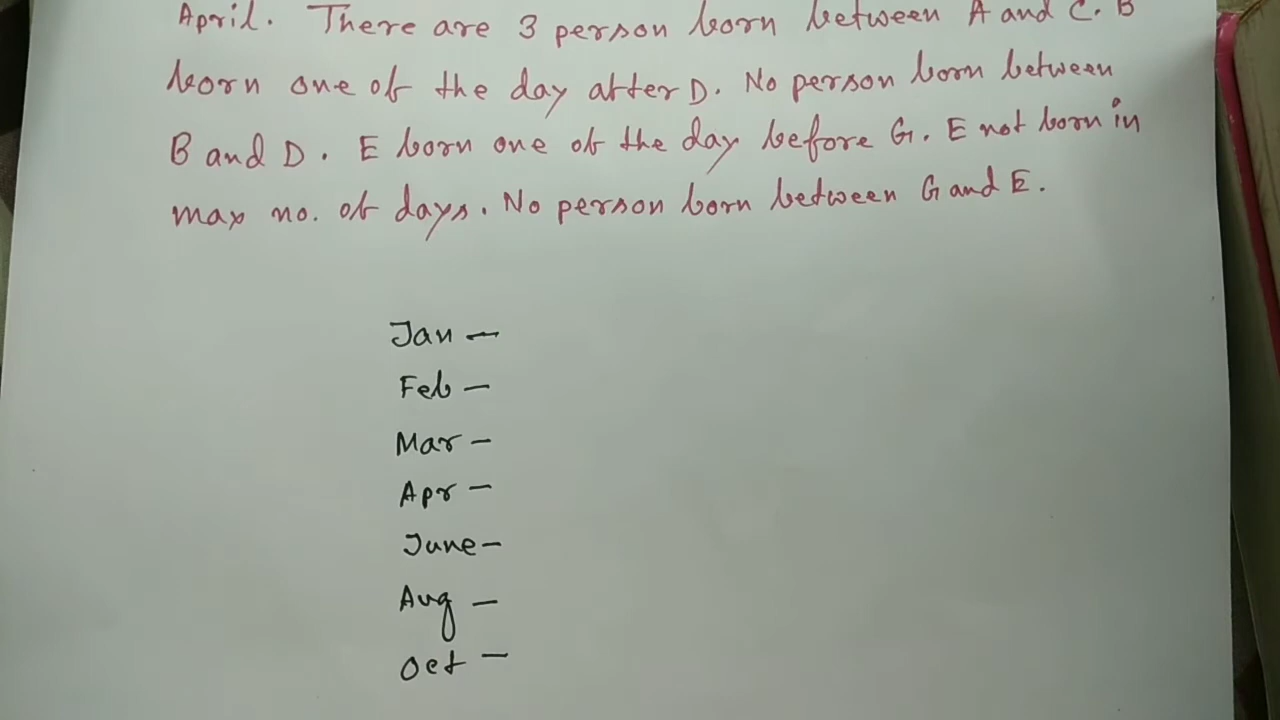 April. There are 3 person born between A and C. B
born one of the day after D. No person born between
B and D. E born one of the day before G. E not born in
max no. of days. No person born between G and E.
Jan -
Feb -
Mar -
Apr -
June -
Aug -
Oct -